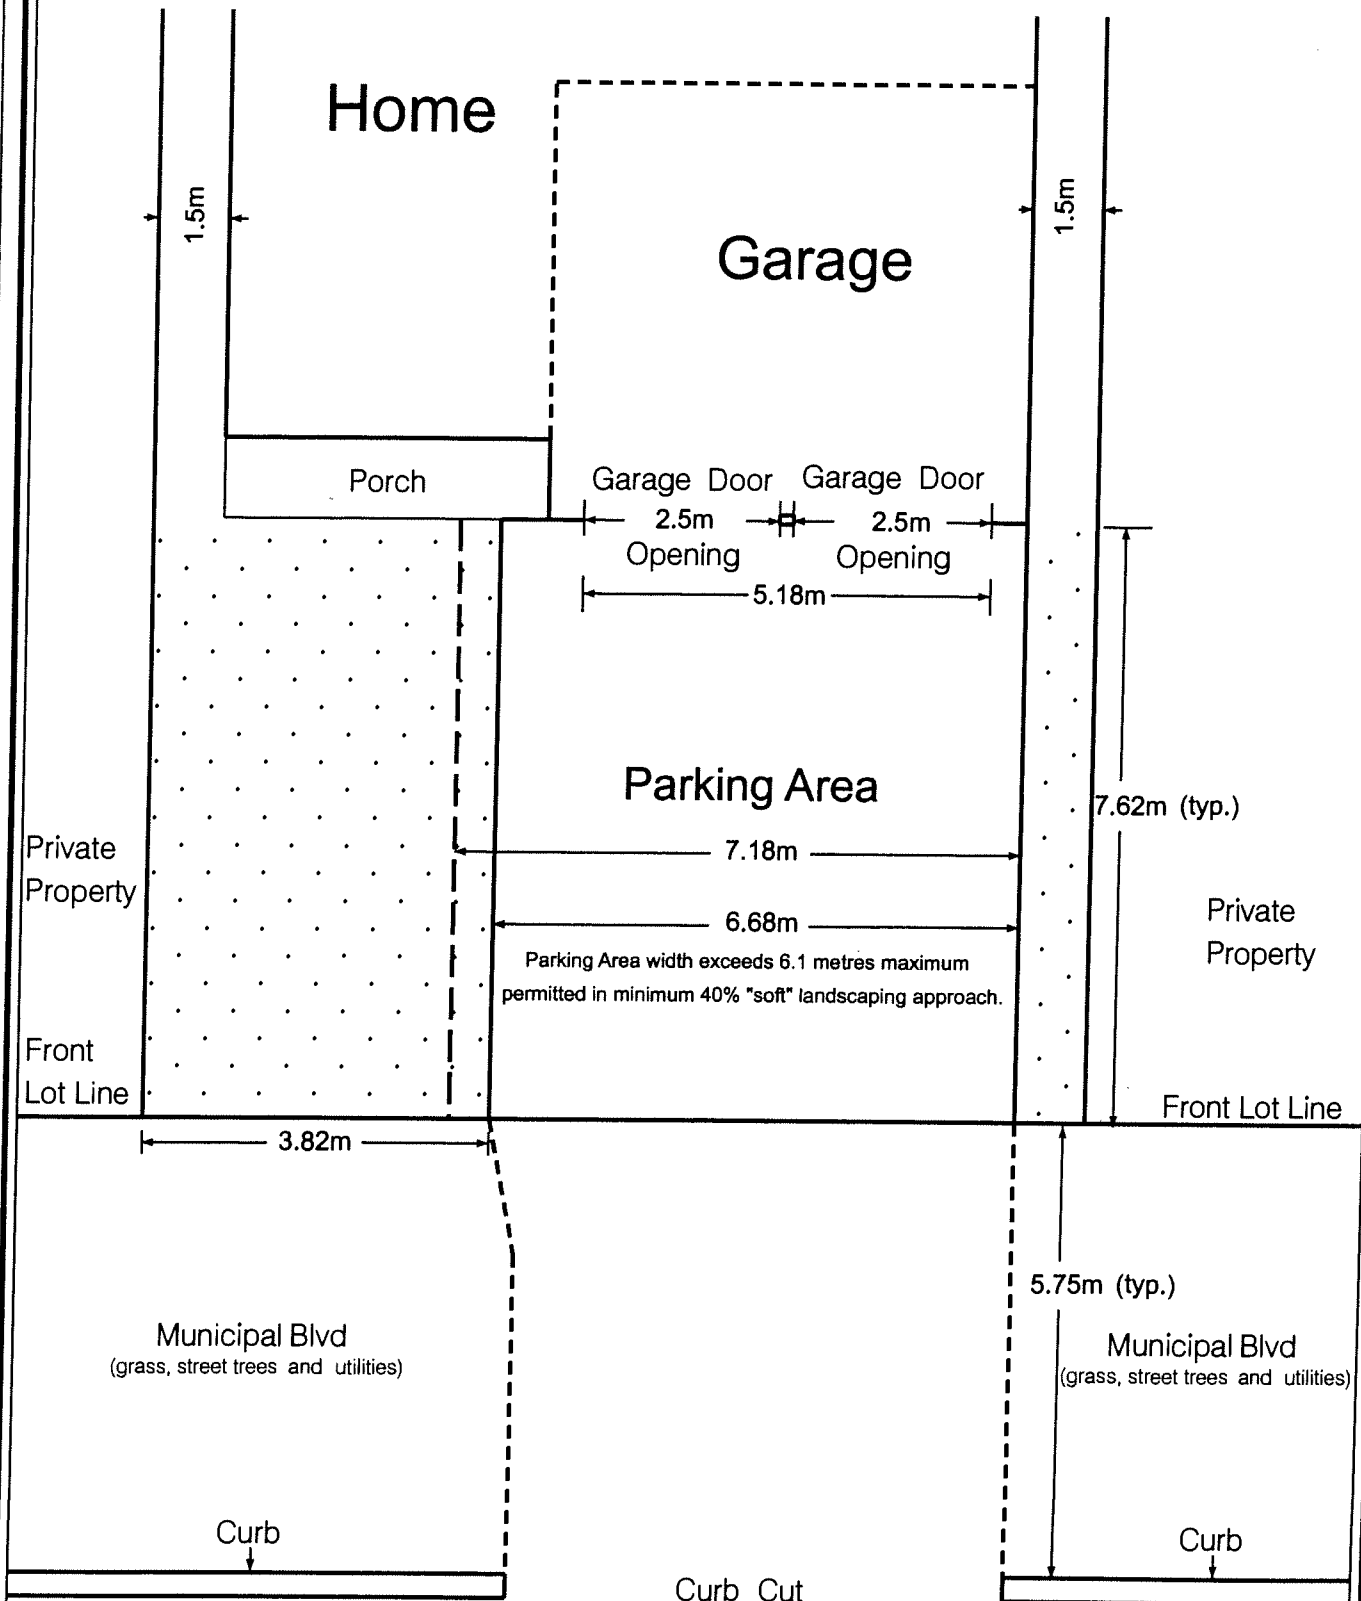 Home
1.5m
1.5m
Garage
Porch
Garage Door
Garage Door
2.5m
2.5m
Opening
Opening
5.18m
Parking Area
7.62m (typ.)
Private
Property
7.18m
6.68m
Private
Property
Parking Area width exceeds 6.1 metres maximum
permitted in minimum 40% "soft" landscaping approach.
Front
Lot Line
Front Lot Line
3.82m
5.75m (typ.)
Municipal Blvd
(grass, street trees and utilities)
Municipal Blvd
(grass, street trees and utilities)
Curb
Curb
Curb Cut